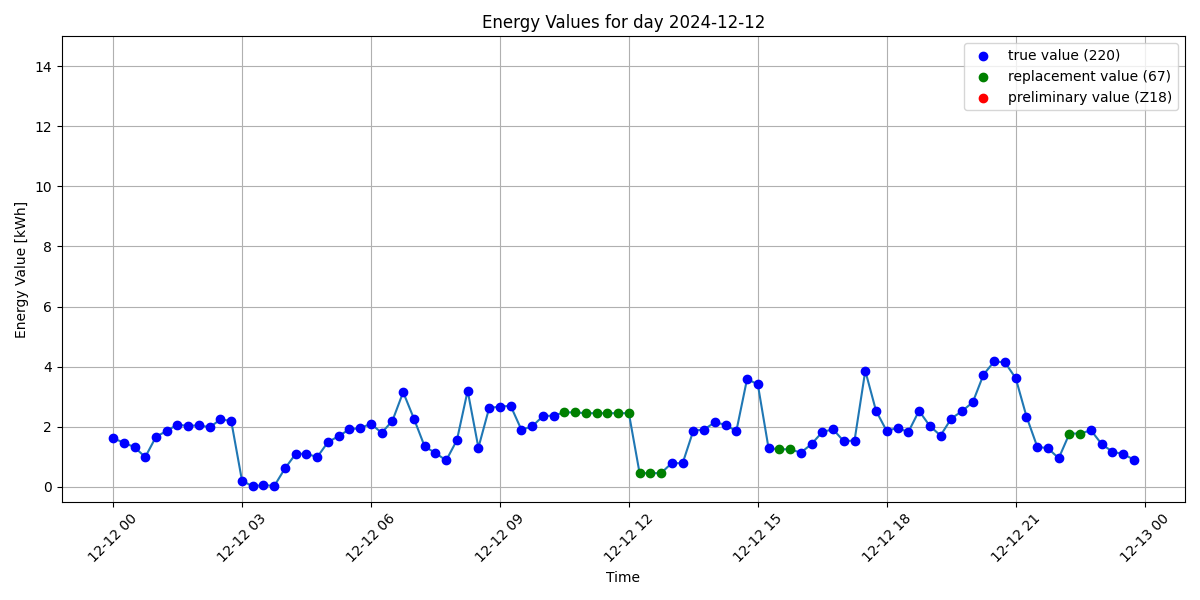 Energy Values for day 2024-12-12
true value (220)
replacement value (67)
preliminary value (Z18)
Energy Value [kWh]
14
12
10
8
6
4
2
0
12-12 00
12-12 03
12-12 06
12-12 09
12-12 12
12-12 15
12-12 18
12-12 21
12-13 00
Time